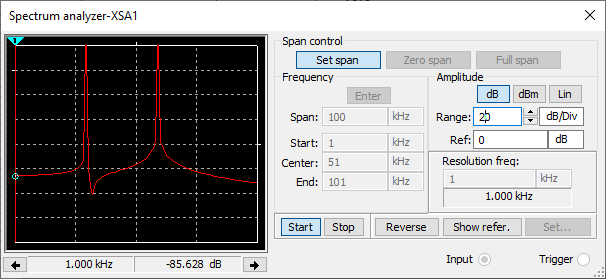 Spectrum analyzer-XSA1
1
Span control
Set span
Zero span
Full span
Frequency
Enter
Span: 100 kHz
Start: 1 kHz
Center: 51 kHz
End: 101 kHz
Amplitude
dB
dBm
Lin
Range: 20 dB/Div
Ref: 0 dB
Resolution freq:
1 kHz
1.000 kHz
Start
Stop
Reverse
Show refer.
Set...
1.000 kHz
-85.628 dB
Input
Trigger